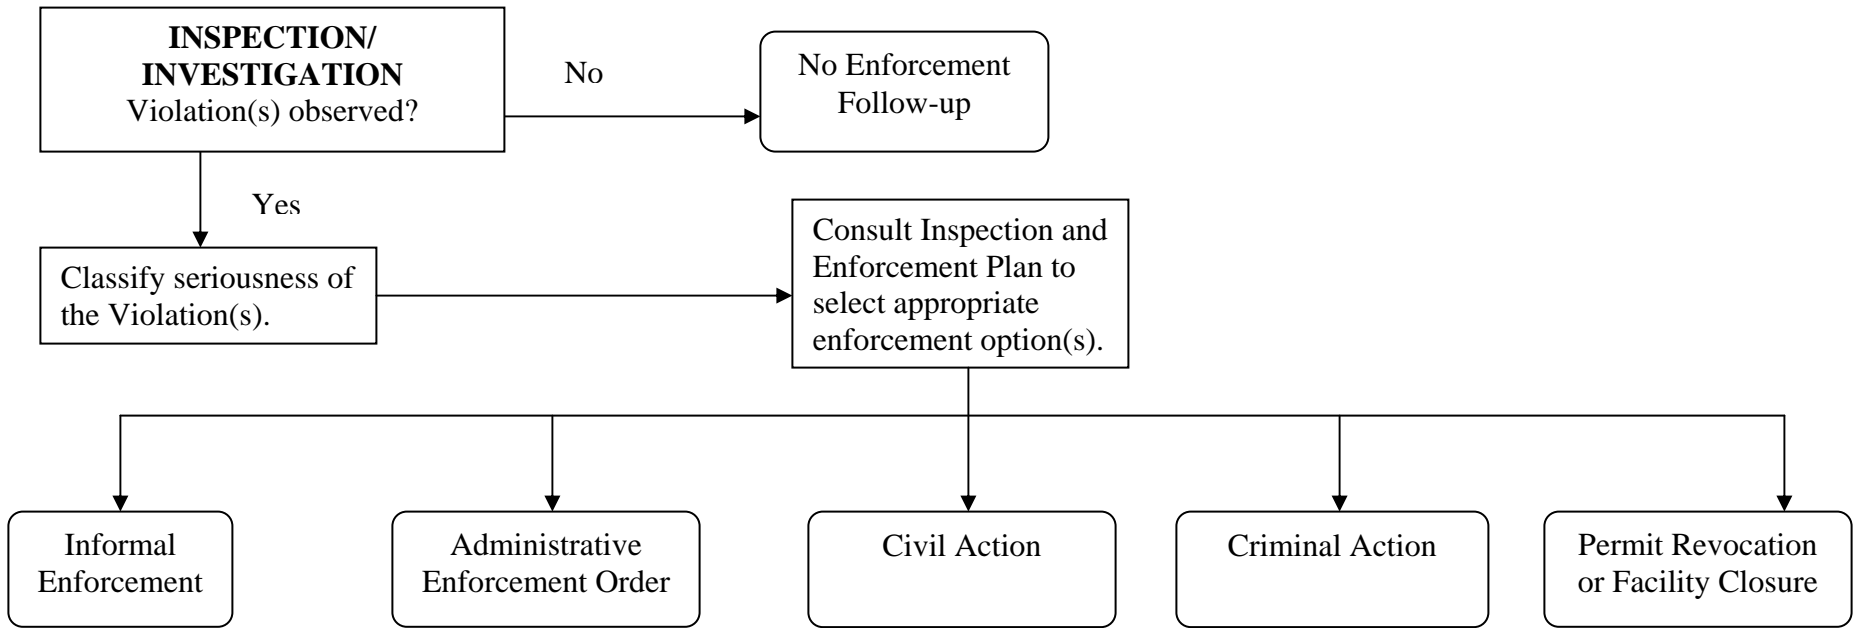 INSPECTION/
INVESTIGATION
Violation(s) observed?
No
No Enforcement
Follow-up
Yes
Classify seriousness of
the Violation(s).
Consult Inspection and
Enforcement Plan to
select appropriate
enforcement option(s).
Informal
Enforcement
Administrative
Enforcement Order
Civil Action
Criminal Action
Permit Revocation
or Facility Closure